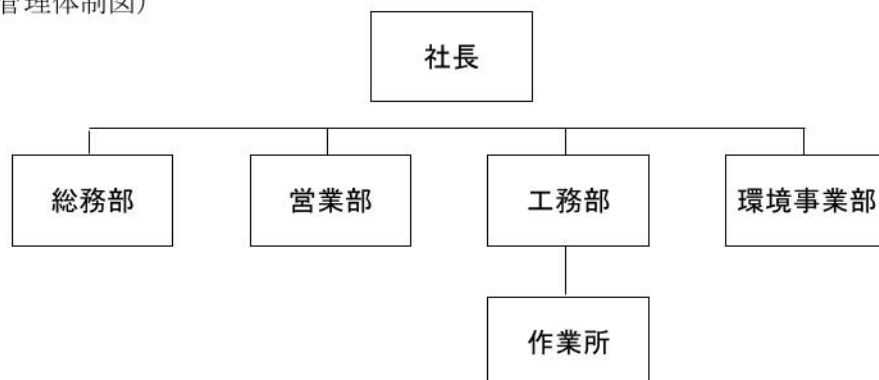 管理体制図）
社長
総務部
営業部
工務部
環境事業部
作業所